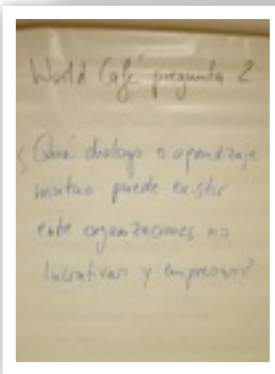 World Café pregunta 2
¿Qué dialogo o aprendizaje
mutuo puede existir
entre organizaciones no
lucrativas y empresas?